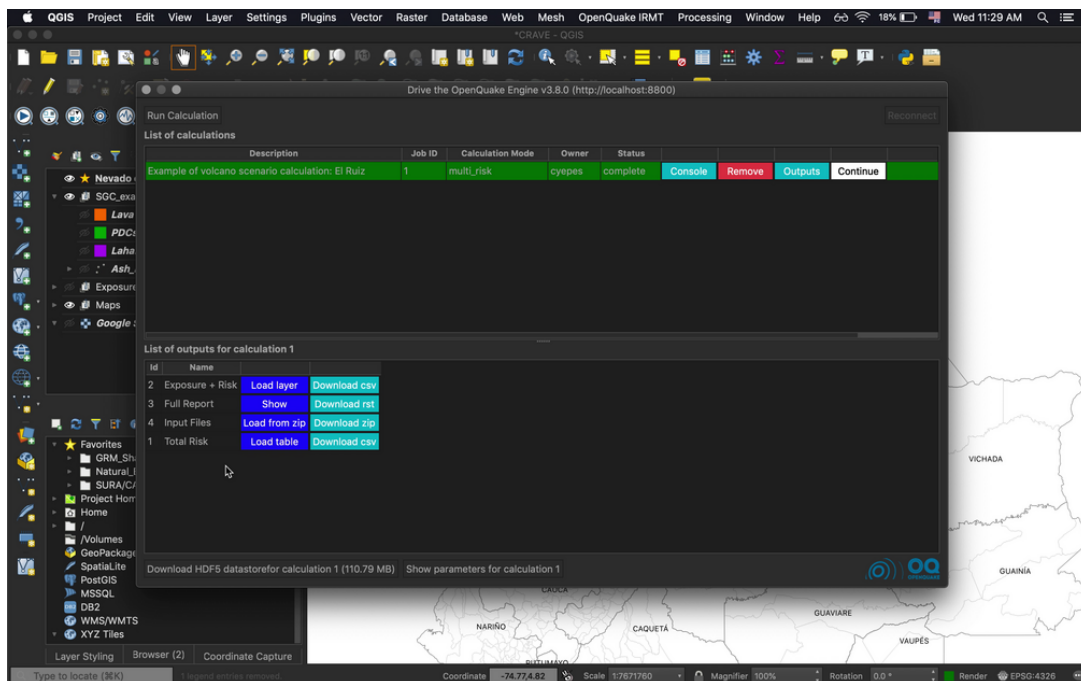 QGIS Project Edit View Layer Settings Plugins Vector Raster Database Web Mesh OpenQuake IRMT Processing Window Help 18% Wed 11:29 AM
*CRAVE - QGIS
Drive the OpenQuake Engine v3.8.0 (http://localhost:8800)
Run Calculation Reconnect
List of calculations
Description Job ID Calculation Mode Owner Status
Example of volcano scenario calculation: El Ruiz 1 multi_risk cyepes complete Console Remove Outputs Continue
Nevado
SGC_exa
Lava
PDCs
Laha
Ash_
Exposure
Maps
Google
List of outputs for calculation 1
Id Name
2 Exposure + Risk Load layer Download csv
3 Full Report Show Download rst
4 Input Files Load from zip Download zip
1 Total Risk Load table Download csv
Favorites
GRM_Sh
Natural_
SURA/CA
Project Hom
Home
/
/Volumes
GeoPackage
SpatiaLite
PostGIS
MSSQL
DB2
WMS/WMTS
XYZ Tiles
Download HDF5 datastorefor calculation 1 (110.79 MB) Show parameters for calculation 1
OQ
OPENQUAKE
VICHADA
GUAINÍA
CAUCA
GUAVIARE
NARIÑO
CAQUETÁ
VAUPÉS
PUTUMAYO
Layer Styling Browser (2) Coordinate Capture
Type to locate (⌘K) 1 legend entries removed. Coordinate -74.77,4.82 Scale 1:7671760 Magnifier 100% Rotation 0.0 ° Render EPSG:4326